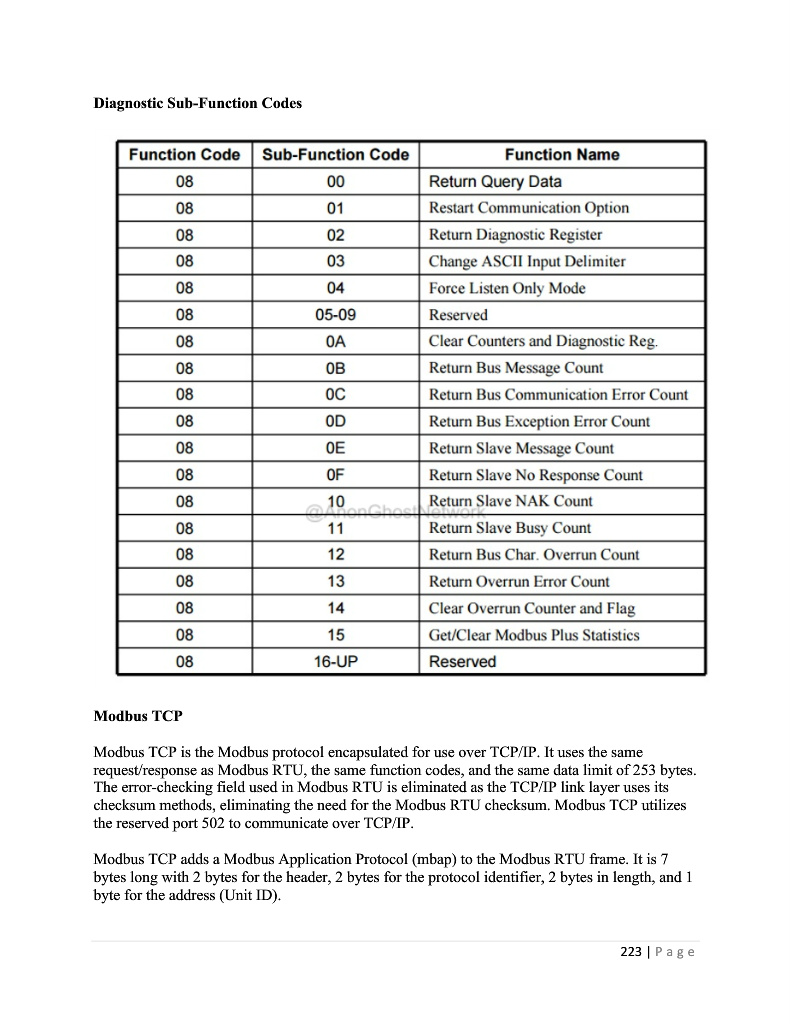 Diagnostic Sub-Function Codes
Function Code Sub-Function Code Function Name
08 00 Return Query Data
08 01 Restart Communication Option
08 02 Return Diagnostic Register
08 03 Change ASCII Input Delimiter
08 04 Force Listen Only Mode
08 05-09 Reserved
08 0A Clear Counters and Diagnostic Reg.
08 0B Return Bus Message Count
08 0C Return Bus Communication Error Count
08 0D Return Bus Exception Error Count
08 0E Return Slave Message Count
08 0F Return Slave No Response Count
08 10 Return Slave NAK Count
@AnonGhostNetwork
08 11 Return Slave Busy Count
08 12 Return Bus Char. Overrun Count
08 13 Return Overrun Error Count
08 14 Clear Overrun Counter and Flag
08 15 Get/Clear Modbus Plus Statistics
08 16-UP Reserved
Modbus TCP
Modbus TCP is the Modbus protocol encapsulated for use over TCP/IP. It uses the same
request/response as Modbus RTU, the same function codes, and the same data limit of 253 bytes.
The error-checking field used in Modbus RTU is eliminated as the TCP/IP link layer uses its
checksum methods, eliminating the need for the Modbus RTU checksum. Modbus TCP utilizes
the reserved port 502 to communicate over TCP/IP.
Modbus TCP adds a Modbus Application Protocol (mbap) to the Modbus RTU frame. It is 7
bytes long with 2 bytes for the header, 2 bytes for the protocol identifier, 2 bytes in length, and 1
byte for the address (Unit ID).
223 | Page